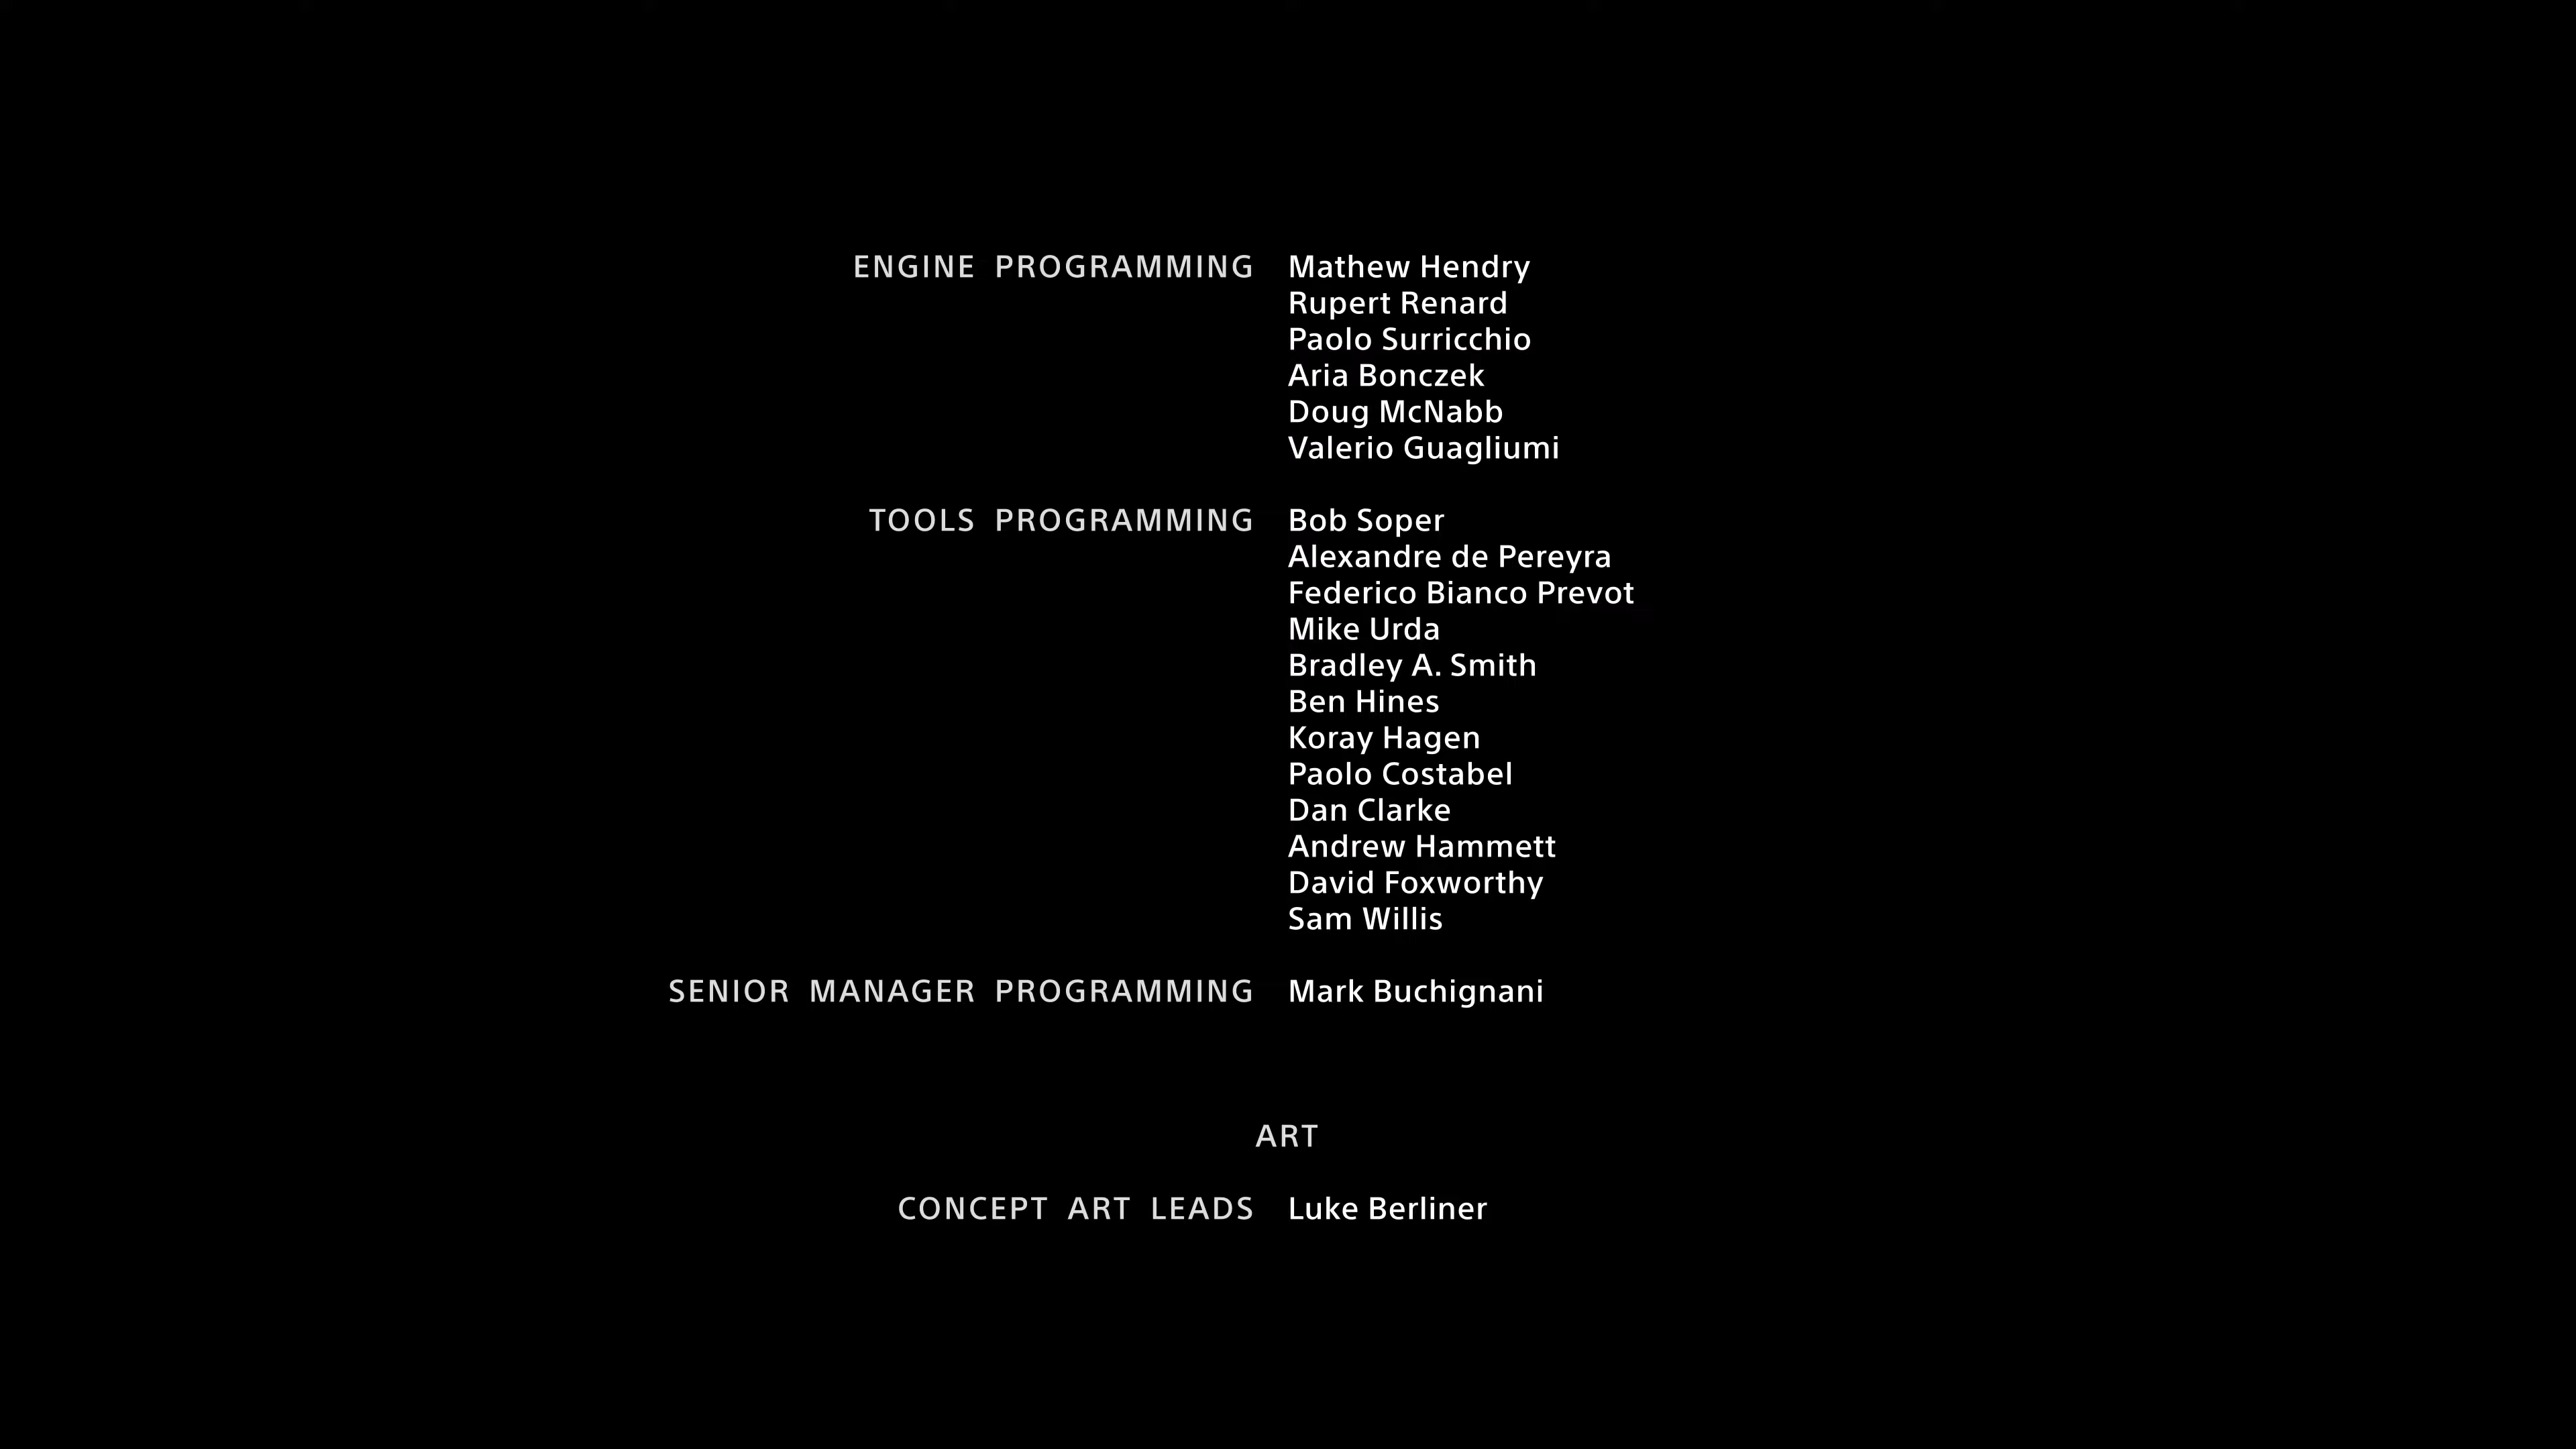 ENGINE PROGRAMMING Mathew Hendry
Rupert Renard
Paolo Surricchio
Aria Bonczek
Doug McNabb
Valerio Guagliumi
TOOLS PROGRAMMING Bob Soper
Alexandre de Pereyra
Federico Bianco Prevot
Mike Urda
Bradley A. Smith
Ben Hines
Koray Hagen
Paolo Costabel
Dan Clarke
Andrew Hammett
David Foxworthy
Sam Willis
SENIOR MANAGER PROGRAMMING Mark Buchignani
ART
CONCEPT ART LEADS Luke Berliner